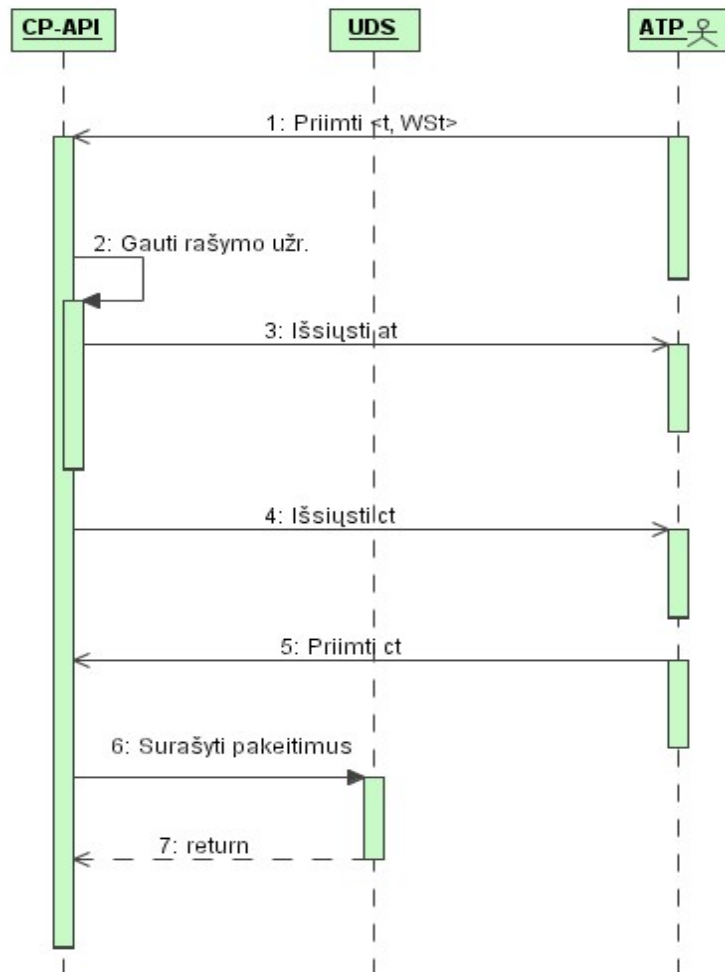 CP-API
UDS
ATP
1: Priimti <t, WSt>
2: Gauti rašymo užr.
3: Išsiųsti at
4: Išsiųsti ct
5: Priimti ct
6: Surašyti pakeitimus
7: return